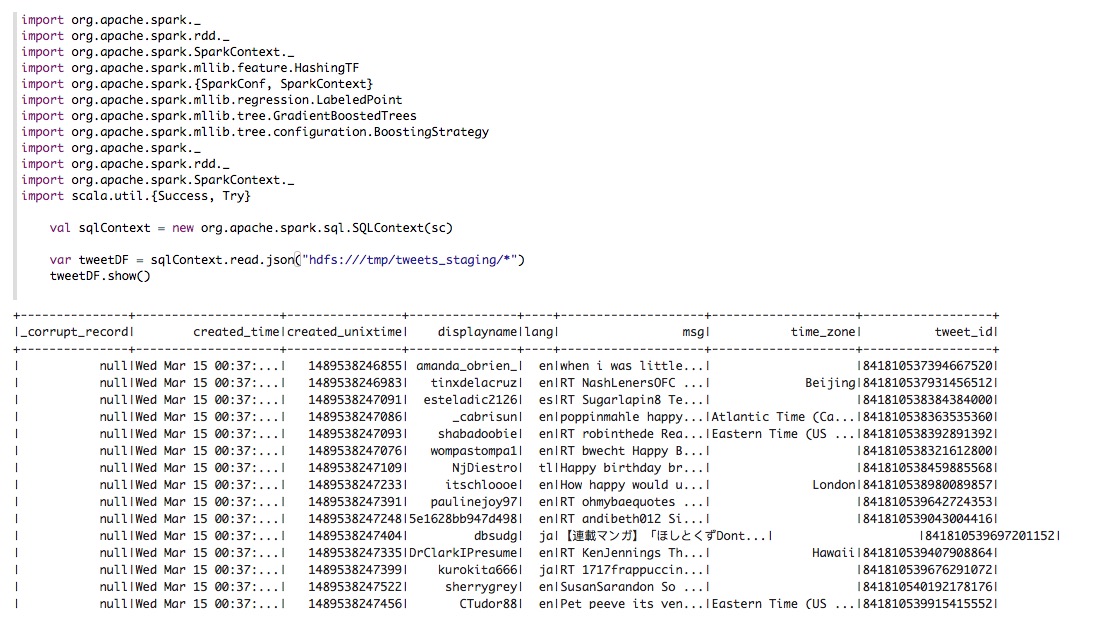 import org.apache.spark._
import org.apache.spark.rdd._
import org.apache.spark.SparkContext._
import org.apache.spark.mllib.feature.HashingTF
import org.apache.spark.{SparkConf, SparkContext}
import org.apache.spark.mllib.regression.LabeledPoint
import org.apache.spark.mllib.tree.GradientBoostedTrees
import org.apache.spark.mllib.tree.configuration.BoostingStrategy
import org.apache.spark._
import org.apache.spark.rdd._
import org.apache.spark.SparkContext._
import scala.util.{Success, Try}
val sqlContext = new org.apache.spark.sql.SQLContext(sc)
var tweetDF = sqlContext.read.json("hdfs:///tmp/tweets_staging/*")
tweetDF.show()
+---------------+--------------------+---------------+---------------+----+--------------------+--------------------+------------------+
|_corrupt_record|        created_time|created_unixtime|    displayname|lang|                 msg|           time_zone|          tweet_id|
+---------------+--------------------+---------------+---------------+----+--------------------+--------------------+------------------+
|           null|Wed Mar 15 00:37:...|   1489538246855| amanda_obrien_|  en|when i was little...|                    |841810537394667520|
|           null|Wed Mar 15 00:37:...|   1489538246983|   tinxdelacruz|  en|RT NashLenersOFC ...|             Beijing|841810537931456512|
|           null|Wed Mar 15 00:37:...|   1489538247091|  esteladic2126|  es|RT Sugarlapin8 Te...|                    |841810538384384000|
|           null|Wed Mar 15 00:37:...|   1489538247086|      _cabrisun|  en|poppinmahle happy...|Atlantic Time (Ca...|841810538363535360|
|           null|Wed Mar 15 00:37:...|   1489538247093|   shabadoobie|  en|RT robinthede Rea...|Eastern Time (US ...|841810538392891392|
|           null|Wed Mar 15 00:37:...|   1489538247076|   wompastompa1|  en|RT bwecht Happy B...|                    |841810538321612800|
|           null|Wed Mar 15 00:37:...|   1489538247109|      NjDiestro|  tl|Happy birthday br...|                    |841810538459885568|
|           null|Wed Mar 15 00:37:...|   1489538247233|     itschloooe|  en|How happy would u...|              London|841810538980089857|
|           null|Wed Mar 15 00:37:...|   1489538247391|   paulinejoy97|  en|RT ohmybaequotes ...|                    |841810539642724353|
|           null|Wed Mar 15 00:37:...|   1489538247248|5e1628bb947d498|  en|RT andibeth012 Si...|                    |841810539043004416|
|           null|Wed Mar 15 00:37:...|   1489538247404|         dbsudg|  ja|【連載マンガ】「ほしとくずDont...|                    |841810539697201152|
|           null|Wed Mar 15 00:37:...|   1489538247335|DrClarkIPresume|  en|RT KenJennings Th...|              Hawaii|841810539407908864|
|           null|Wed Mar 15 00:37:...|   1489538247399|    kurokita666|  ja|RT 1717frappuccin...|                    |841810539676291072|
|           null|Wed Mar 15 00:37:...|   1489538247522|     sherrygrey|  en|SusanSarandon So ...|                    |841810540192178176|
|           null|Wed Mar 15 00:37:...|   1489538247456|       CTudor88|  en|Pet peeve its ven...|Eastern Time (US ...|841810539915415552|